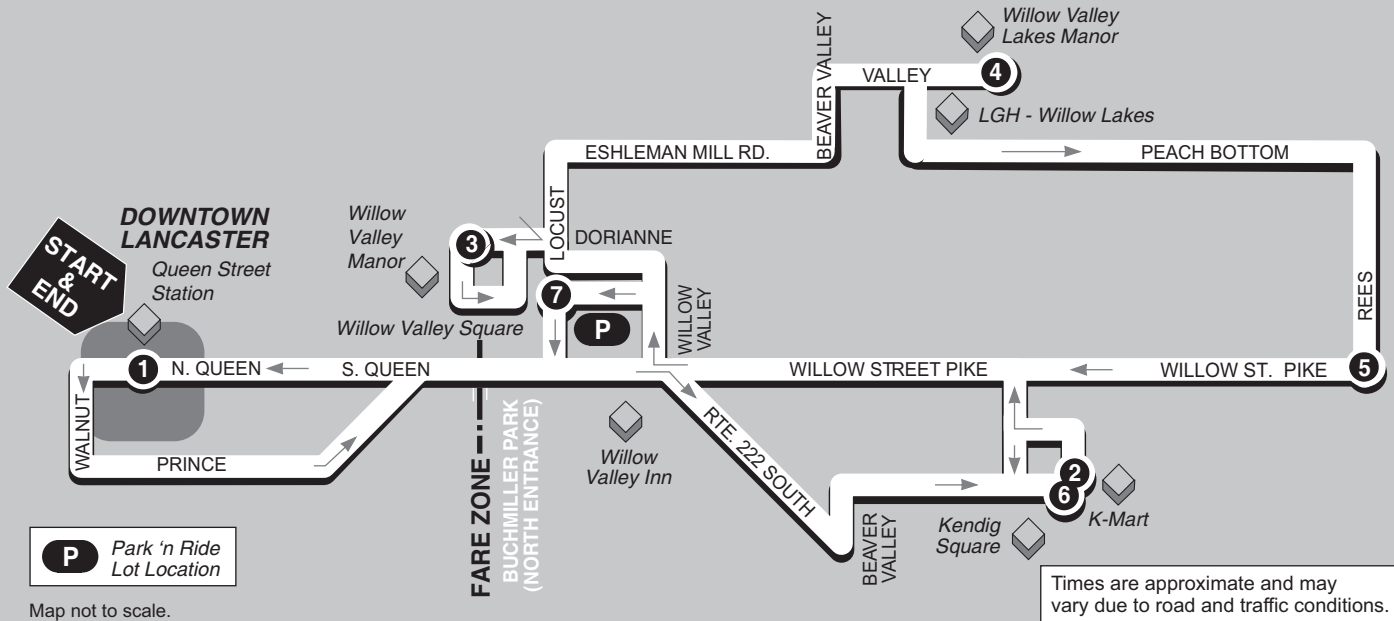 START
&
END
DOWNTOWN
LANCASTER
Queen Street
Station
1
N. QUEEN
S. QUEEN
WALNUT
PRINCE
Willow
Valley
Manor
3
Willow Valley Square
LOCUST
DORIANNE
7
P
WILLOW
VALLEY
ESHLEMAN MILL RD.
BEAVER VALLEY
VALLEY
4
Willow Valley
Lakes Manor
LGH - Willow Lakes
PEACH BOTTOM
REES
5
WILLOW STREET PIKE
WILLOW ST. PIKE
FARE ZONE
BUCHMILLER PARK
(NORTH ENTRANCE)
Willow
Valley Inn
RTE. 222 SOUTH
BEAVER
VALLEY
2
6
K-Mart
Kendig
Square
P
Park 'n Ride
Lot Location
Map not to scale.
Times are approximate and may
vary due to road and traffic conditions.